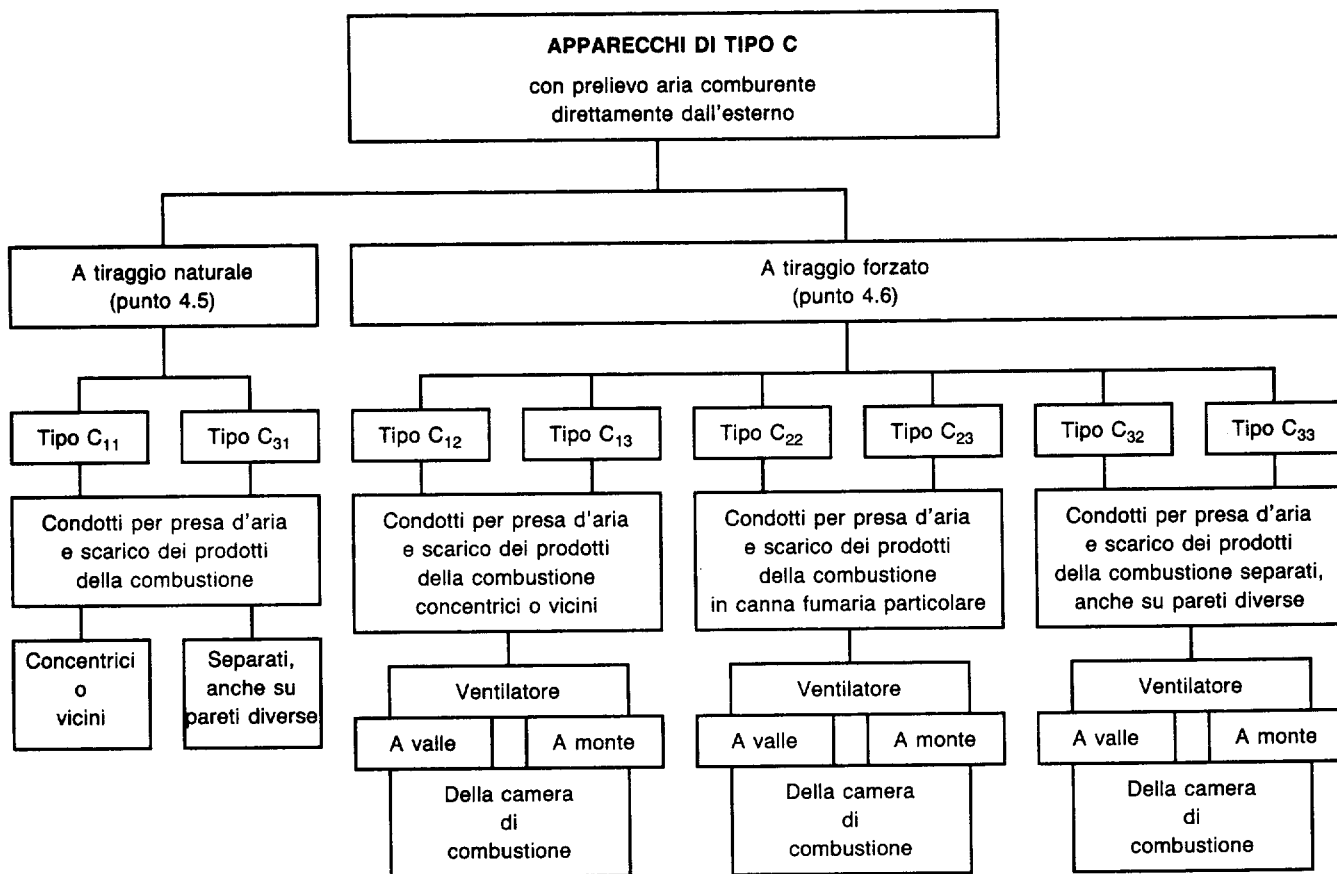 APPARECCHI DI TIPO C
con prelievo aria comburente
direttamente dall'esterno
A tiraggio naturale
(punto 4.5)
A tiraggio forzato
(punto 4.6)
Tipo C₁₁
Tipo C₃₁
Tipo C₁₂
Tipo C₁₃
Tipo C₂₂
Tipo C₂₃
Tipo C₃₂
Tipo C₃₃
Condotti per presa d'aria
e scarico dei prodotti
della combustione
Condotti per presa d'aria
e scarico dei prodotti
della combustione
concentrici o vicini
Condotti per presa d'aria
e scarico dei prodotti
della combustione
in canna fumaria particolare
Condotti per presa d'aria
e scarico dei prodotti
della combustione separati,
anche su pareti diverse
Concentrici
o
vicini
Separati,
anche su
pareti diverse
Ventilatore
A valle
A monte
Della camera
di
combustione
Ventilatore
A valle
A monte
Della camera
di
combustione
Ventilatore
A valle
A monte
Della camera
di
combustione